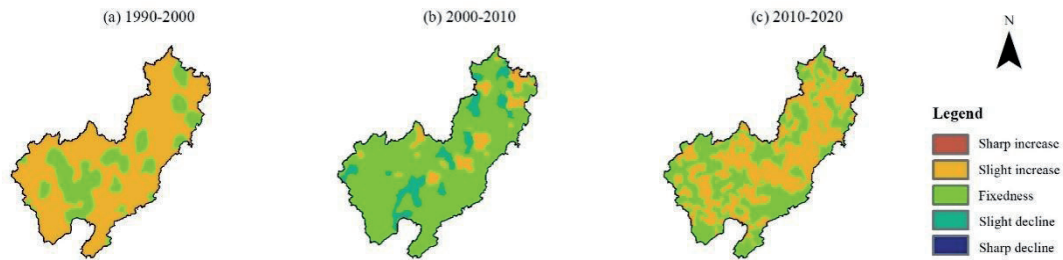 (a) 1990-2000
(b) 2000-2010
(c) 2010-2020
N
Legend
Sharp increase
Slight increase
Fixedness
Slight decline
Sharp decline